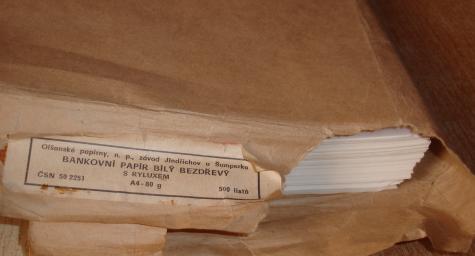 Olšanské papírny, n. p., závod Jindřichov u Šumperka
BANKOVNÍ PAPÍR BÍLÝ BEZDŘEVÝ
S RYLUXEM
ČSN 50 2251 A4-80 g 500 listů